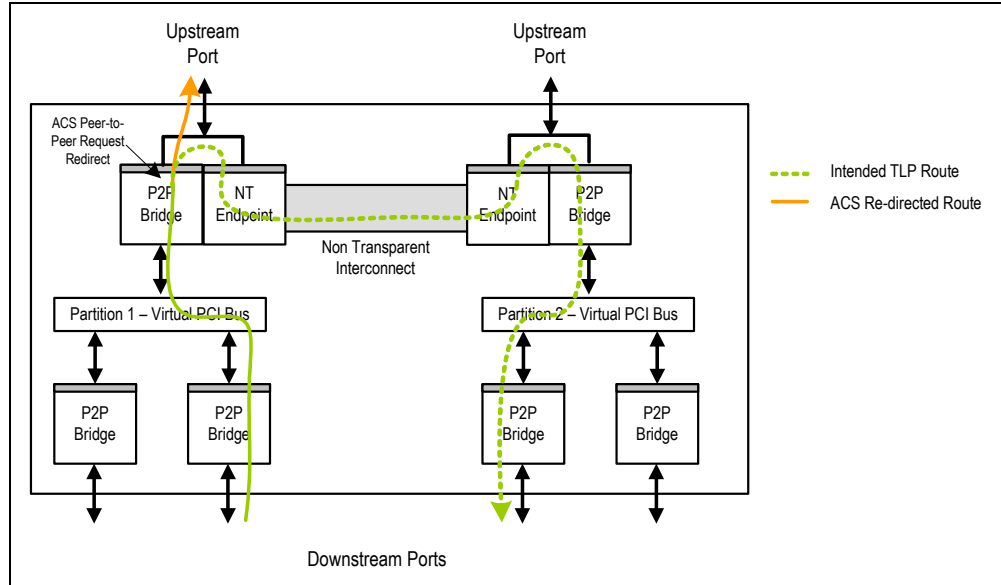 Upstream
Port
Upstream
Port
ACS Peer-to-
Peer Request
Redirect
P2P
Bridge
NT
Endpoint
NT
Endpoint
P2P
Bridge
Intended TLP Route
ACS Re-directed Route
Non Transparent
Interconnect
Partition 1 – Virtual PCI Bus
Partition 2 – Virtual PCI Bus
P2P
Bridge
P2P
Bridge
P2P
Bridge
P2P
Bridge
Downstream Ports